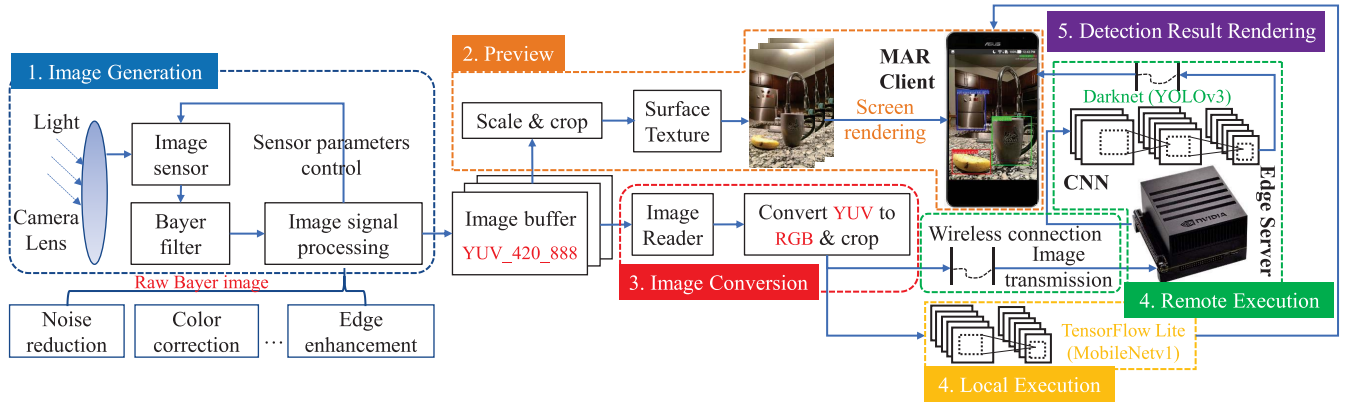 1. Image Generation
Light
Camera
Lens
Image
sensor
Sensor parameters
control
Bayer
filter
Image signal
processing
Raw Bayer image
Noise
reduction
Color
correction
...
Edge
enhancement
2. Preview
Scale & crop
Surface
Texture
Screen
rendering
MAR
Client
ASUS
Image buffer
YUV_420_888
Image
Reader
Convert YUV to
RGB & crop
3. Image Conversion
Wireless connection
Image
transmission
5. Detection Result Rendering
Darknet (YOLOv3)
CNN
Edge Server
NVIDIA
4. Remote Execution
TensorFlow Lite
(MobileNetv1)
4. Local Execution